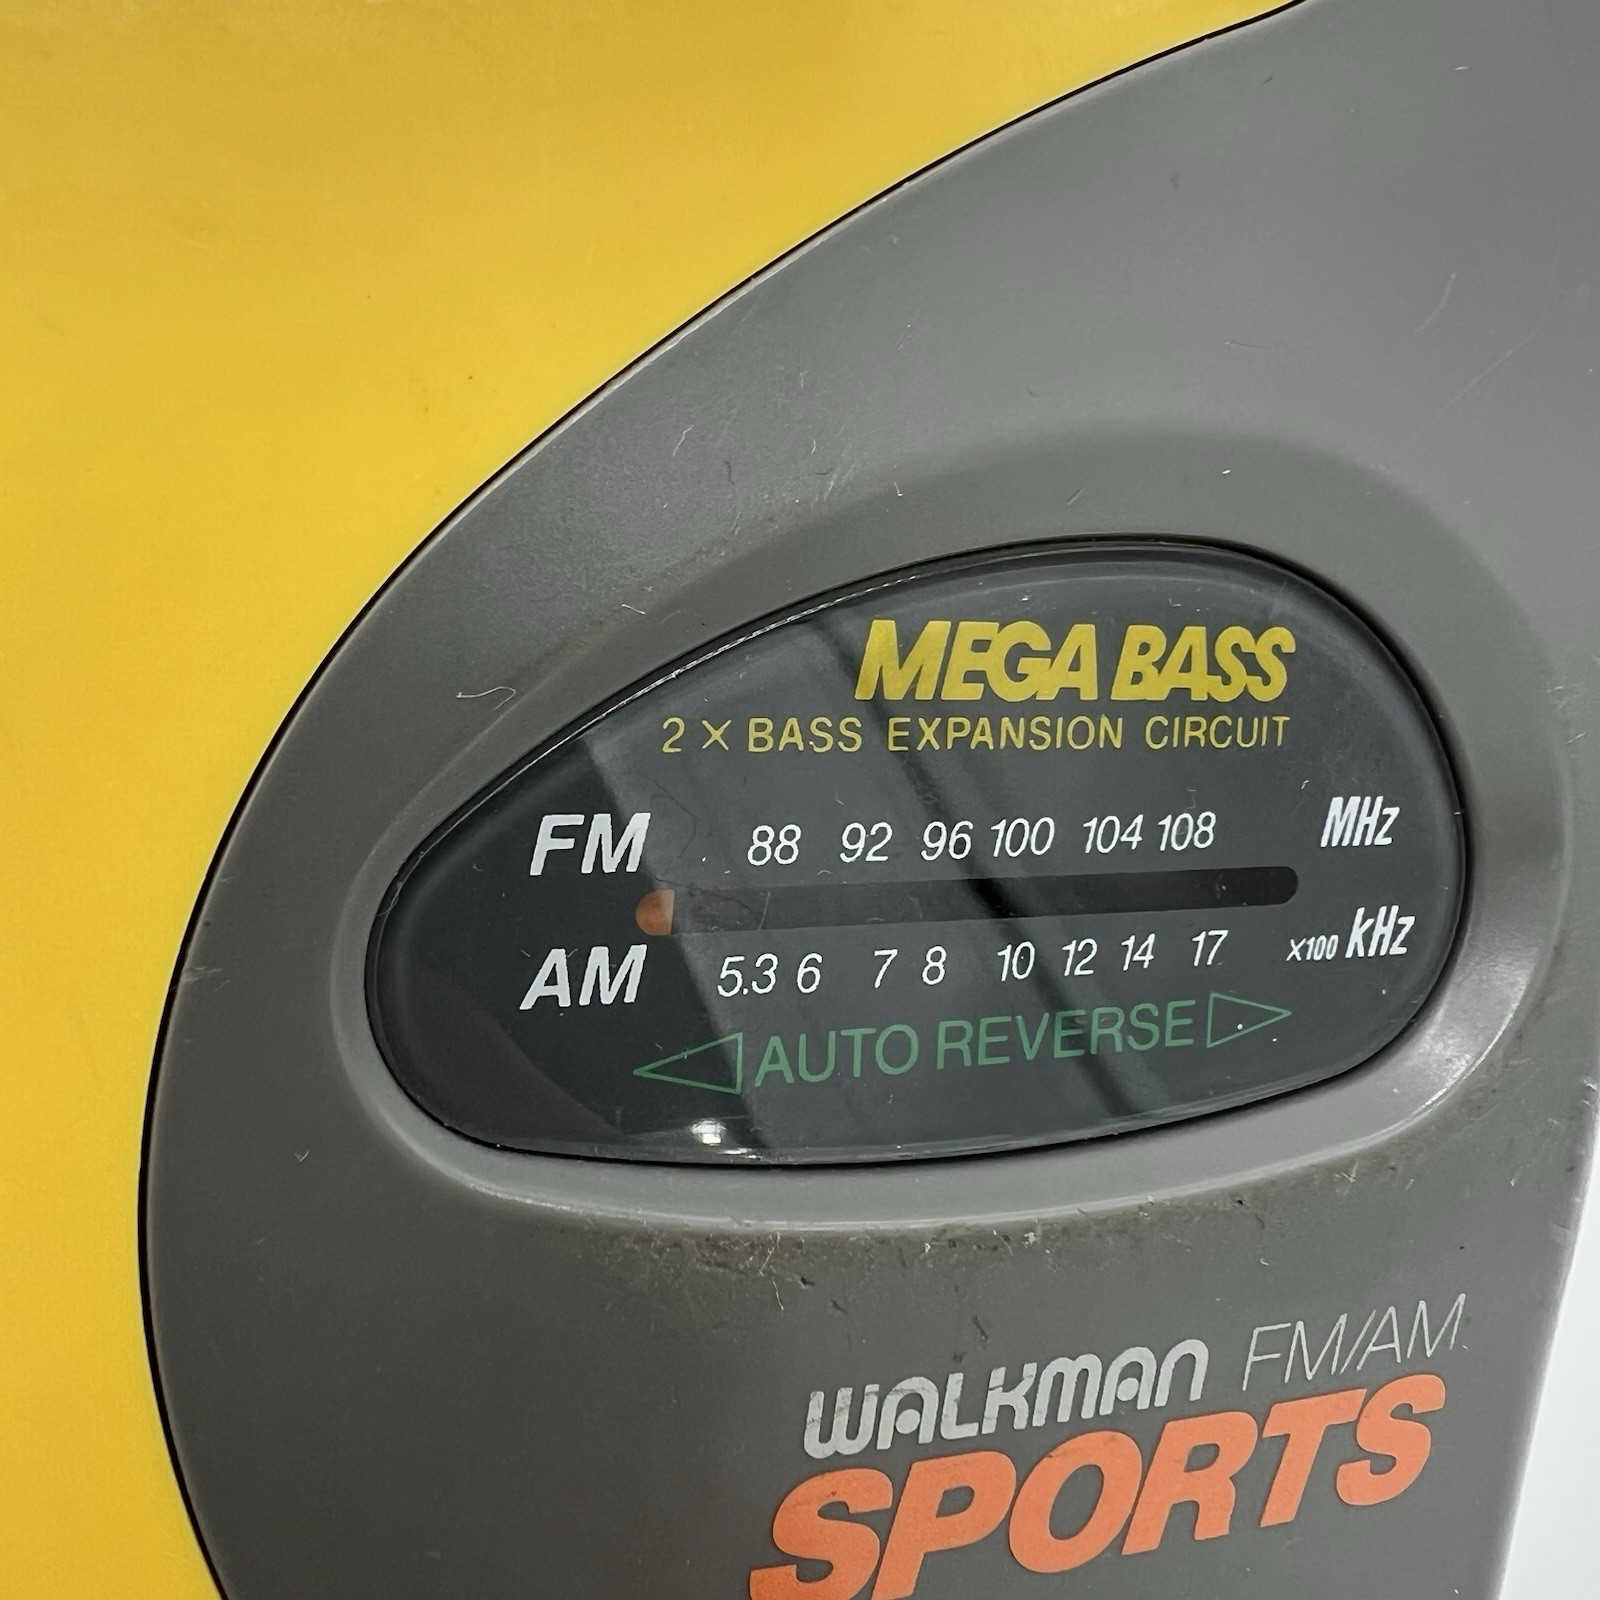 MEGA BASS
2 × BASS EXPANSION CIRCUIT
FM 88 92 96 100 104 108 MHz
AM 5.3 6 7 8 10 12 14 17 ×100 kHz
◁ AUTO REVERSE ▷
WALKMAN FM/AM
SPORTS